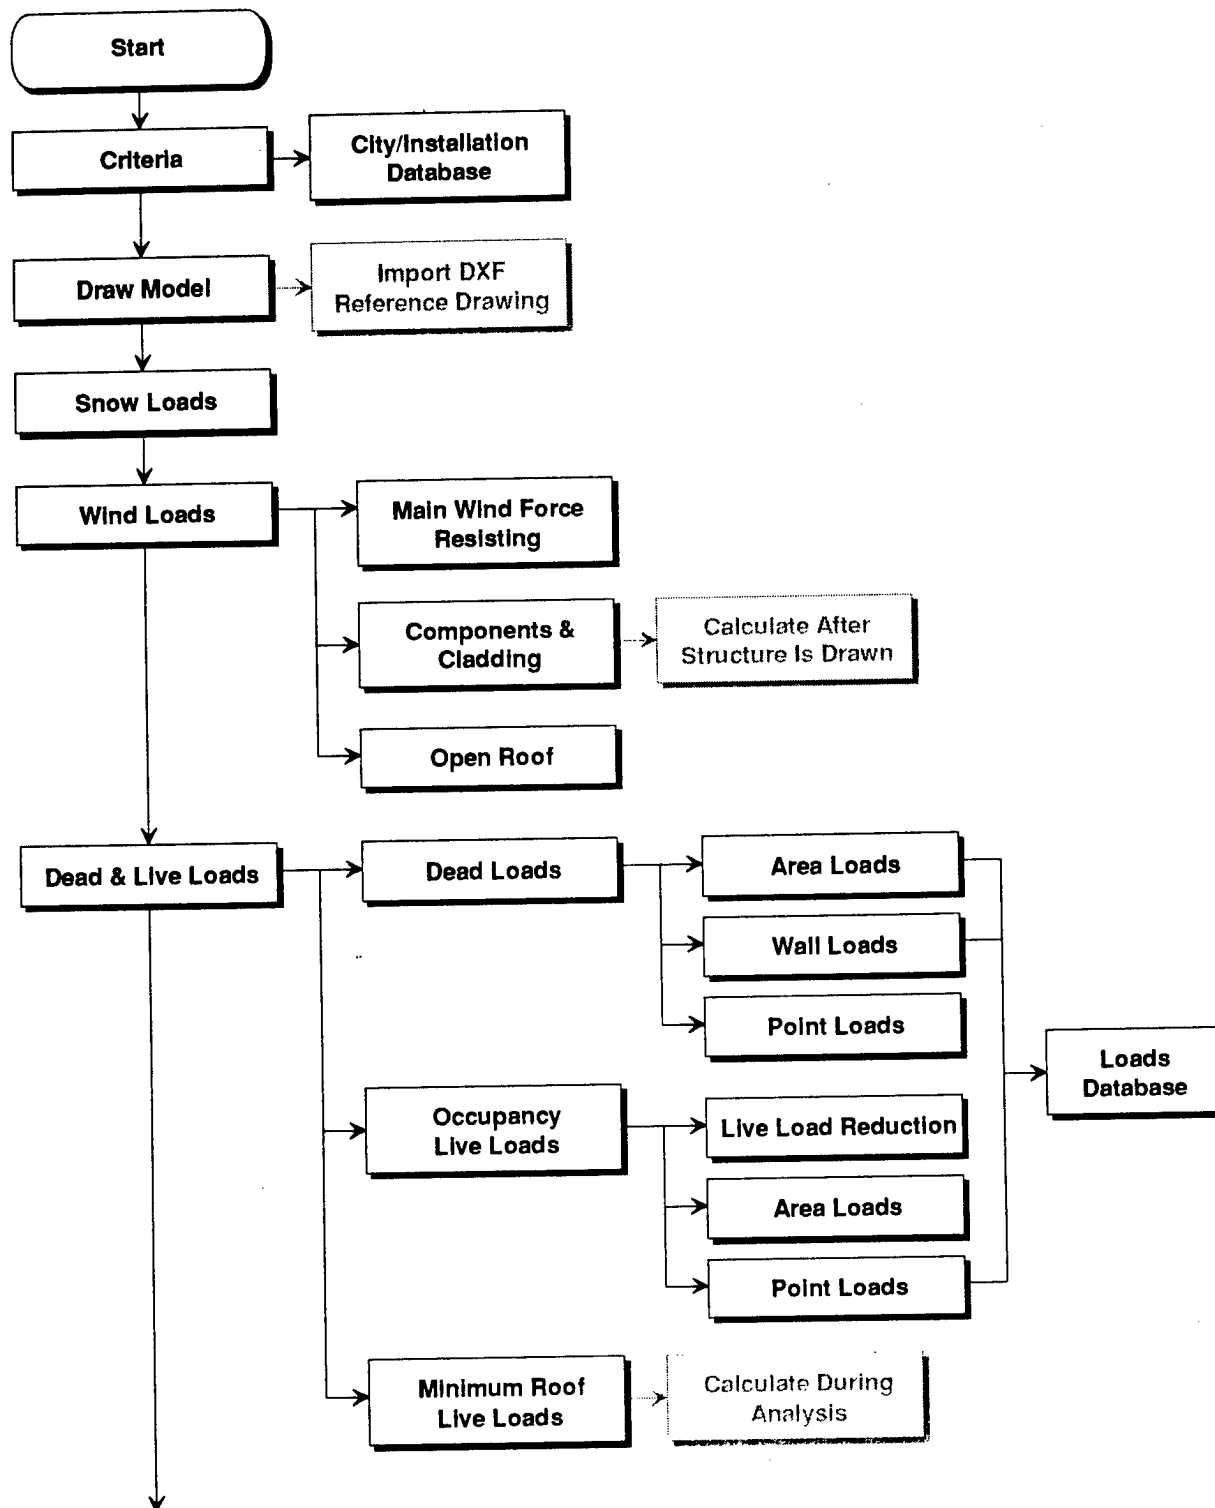 Start
Criteria
City/Installation
Database
Draw Model
Import DXF
Reference Drawing
Snow Loads
Wind Loads
Main Wind Force
Resisting
Components &
Cladding
Calculate After
Structure Is Drawn
Open Roof
Dead & Live Loads
Dead Loads
Area Loads
Wall Loads
Point Loads
Loads
Database
Occupancy
Live Loads
Live Load Reduction
Area Loads
Point Loads
Minimum Roof
Live Loads
Calculate During
Analysis